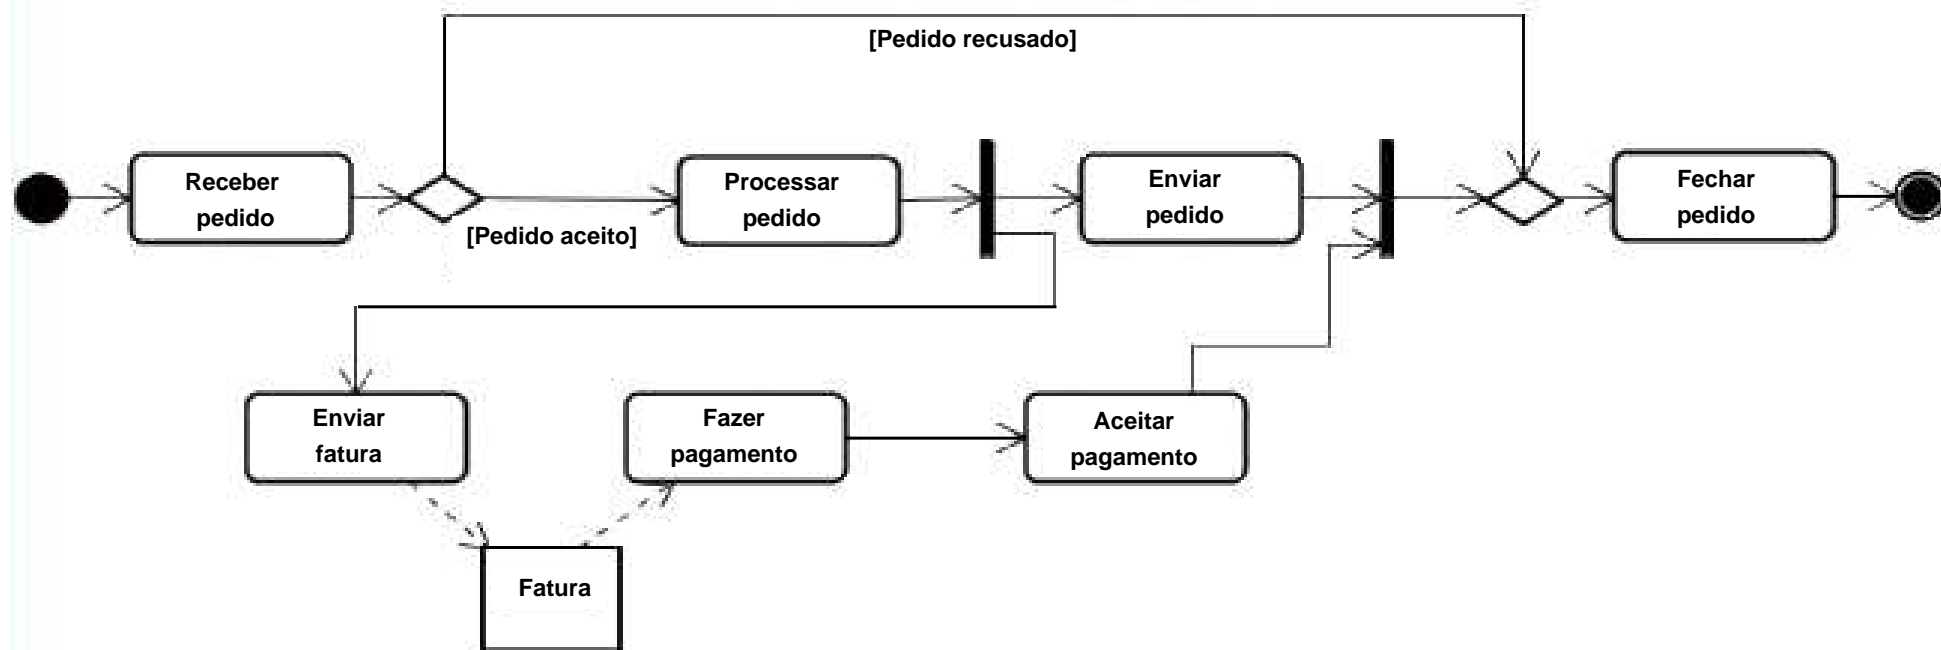 [Pedido recusado]
Receber
pedido
[Pedido aceito]
Processar
pedido
Enviar
pedido
Fechar
pedido
Enviar
fatura
Fazer
pagamento
Aceitar
pagamento
Fatura